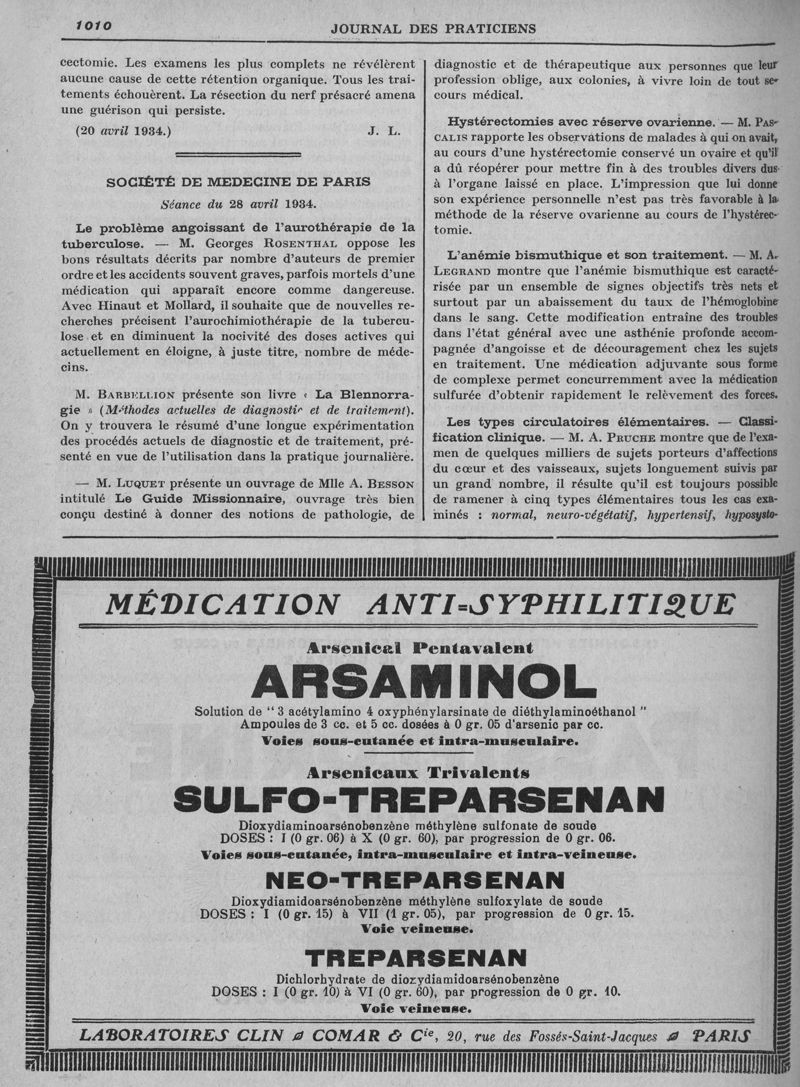 1010
JOURNAL DES PRATICIENS
cectomie. Les examens les plus complets ne révélèrent
aucune cause de cette rétention organique. Tous les trai-
tements échouèrent. La résection du nerf présacré amena
une guérison qui persiste.
(20 avril 1934.) J. L.
SOCIÉTÉ DE MEDECINE DE PARIS
Séance du 28 avril 1934.
Le problème angoissant de l'aurothérapie de la
tuberculose. — M. Georges ROSENTHAL oppose les
bons résultats décrits par nombre d'auteurs de premier
ordre et les accidents souvent graves, parfois mortels d'une
médication qui apparaît encore comme dangereuse.
Avec Hinaut et Mollard, il souhaite que de nouvelles re-
cherches précisent l'aurochimiothérapie de la tubercu-
lose et en diminuent la nocivité des doses actives qui
actuellement en éloigne, à juste titre, nombre de méde-
cins.
M. BARBELLION présente son livre « La Blennorra-
gie » (Méthodes actuelles de diagnostic et de traitement).
On y trouvera le résumé d'une longue expérimentation
des procédés actuels de diagnostic et de traitement, pré-
senté en vue de l'utilisation dans la pratique journalière.
— M. LUQUET présente un ouvrage de Mlle A. BESSON
intitulé Le Guide Missionnaire, ouvrage très bien
conçu destiné à donner des notions de pathologie, de
diagnostic et de thérapeutique aux personnes que leur
profession oblige, aux colonies, à vivre loin de tout se-
cours médical.
Hystérectomies avec réserve ovarienne. — M. PAS-
CALIS rapporte les observations de malades à qui on avait,
au cours d'une hystérectomie conservé un ovaire et qu'il
a dû réopérer pour mettre fin à des troubles divers dus
à l'organe laissé en place. L'impression que lui donne
son expérience personnelle n'est pas très favorable à la
méthode de la réserve ovarienne au cours de l'hystérec-
tomie.
L'anémie bismuthique et son traitement. — M. A.
LEGRAND montre que l'anémie bismuthique est caracté-
risée par un ensemble de signes objectifs très nets et
surtout par un abaissement du taux de l'hémoglobine
dans le sang. Cette modification entraîne des troubles
dans l'état général avec une asthénie profonde accom-
pagnée d'angoisse et de découragement chez les sujets
en traitement. Une médication adjuvante sous forme
de complexe permet concurremment avec la médication
sulfurée d'obtenir rapidement le relèvement des forces.
Les types circulatoires élémentaires. — Classi-
fication clinique. — M. A. PRUCHE montre que de l'exa-
men de quelques milliers de sujets porteurs d'affections
du cœur et des vaisseaux, sujets longuement suivis par
un grand nombre, il résulte qu'il est toujours possible
de ramener à cinq types élémentaires tous les cas exa-
minés : normal, neuro-végétatif, hypertensif, hyposysto-
MÉDICATION ANTI-SYPHILITIQUE
Arsenical Pentavalent
ARSAMINOL
Solution de " 3 acétylamino 4 oxyphénylarsinate de diéthylaminoéthanol "
Ampoules de 3 cc. et 5 cc. dosées à 0 gr. 05 d'arsenic par cc.
Voies sous-cutanée et intra-musculaire.
Arsenicaux Trivalents
SULFO-TREPARSENAN
Dioxydiaminoarsénobenzène méthylène sulfonate de soude
DOSES : I (0 gr. 06) à X (0 gr. 60), par progression de 0 gr. 06.
Voies sous-cutanée, intra-musculaire et intra-veineuse.
NEO-TREPARSENAN
Dioxydiamidoarsénobenzène méthylène sulfoxylate de soude
DOSES : I (0 gr. 15) à VII (1 gr. 05), par progression de 0 gr. 15.
Voie veineuse.
TREPARSENAN
Dichlorhydrate de dioxydiamidoarsénobenzène
DOSES : I (0 gr. 10) à VI (0 gr. 60), par progression de 0 gr. 10.
Voie veineuse.
LABORATOIRES CLIN COMAR & Cie, 20, rue des Fossés-Saint-Jacques PARIS